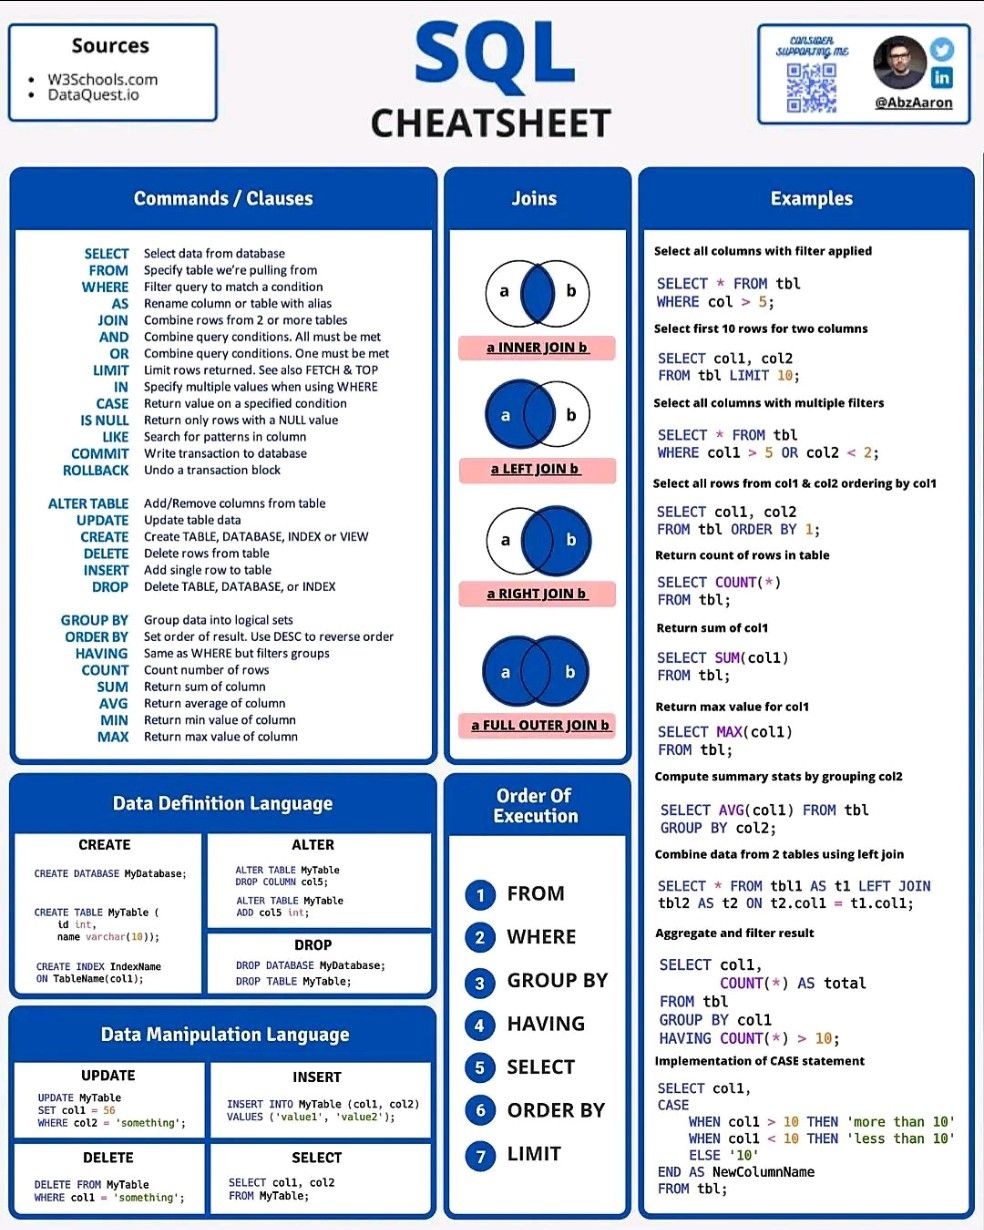 Sources
• W3Schools.com
• DataQuest.io
SQL
CHEATSHEET
CONSIDER
SUPPORTING ME
in
@AbzAaron
Commands / Clauses
SELECT Select data from database
FROM Specify table we're pulling from
WHERE Filter query to match a condition
AS Rename column or table with alias
JOIN Combine rows from 2 or more tables
AND Combine query conditions. All must be met
OR Combine query conditions. One must be met
LIMIT Limit rows returned. See also FETCH & TOP
IN Specify multiple values when using WHERE
CASE Return value on a specified condition
IS NULL Return only rows with a NULL value
LIKE Search for patterns in column
COMMIT Write transaction to database
ROLLBACK Undo a transaction block
ALTER TABLE Add/Remove columns from table
UPDATE Update table data
CREATE Create TABLE, DATABASE, INDEX or VIEW
DELETE Delete rows from table
INSERT Add single row to table
DROP Delete TABLE, DATABASE, or INDEX
GROUP BY Group data into logical sets
ORDER BY Set order of result. Use DESC to reverse order
HAVING Same as WHERE but filters groups
COUNT Count number of rows
SUM Return sum of column
AVG Return average of column
MIN Return min value of column
MAX Return max value of column
Joins
a b
a INNER JOIN b
a b
a LEFT JOIN b
a b
a RIGHT JOIN b
a b
a FULL OUTER JOIN b
Examples
Select all columns with filter applied
SELECT * FROM tbl
WHERE col > 5;
Select first 10 rows for two columns
SELECT col1, col2
FROM tbl LIMIT 10;
Select all columns with multiple filters
SELECT * FROM tbl
WHERE col1 > 5 OR col2 < 2;
Select all rows from col1 & col2 ordering by col1
SELECT col1, col2
FROM tbl ORDER BY 1;
Return count of rows in table
SELECT COUNT(*)
FROM tbl;
Return sum of col1
SELECT SUM(col1)
FROM tbl;
Return max value for col1
SELECT MAX(col1)
FROM tbl;
Compute summary stats by grouping col2
SELECT AVG(col1) FROM tbl
GROUP BY col2;
Combine data from 2 tables using left join
SELECT * FROM tbl1 AS t1 LEFT JOIN
tbl2 AS t2 ON t2.col1 = t1.col1;
Aggregate and filter result
SELECT col1,
COUNT(*) AS total
FROM tbl
GROUP BY col1
HAVING COUNT(*) > 10;
Implementation of CASE statement
SELECT col1,
CASE
WHEN col1 > 10 THEN 'more than 10'
WHEN col1 < 10 THEN 'less than 10'
ELSE '10'
END AS NewColumnName
FROM tbl;
Data Definition Language
CREATE
CREATE DATABASE MyDatabase;
CREATE TABLE MyTable (
id int,
name varchar(10));
CREATE INDEX IndexName
ON TableName(col1);
ALTER
ALTER TABLE MyTable
DROP COLUMN col5;
ALTER TABLE MyTable
ADD col5 int;
DROP
DROP DATABASE MyDatabase;
DROP TABLE MyTable;
Data Manipulation Language
UPDATE
UPDATE MyTable
SET col1 = 56
WHERE col2 = 'something';
INSERT
INSERT INTO MyTable (col1, col2)
VALUES ('value1', 'value2');
DELETE
DELETE FROM MyTable
WHERE col1 = 'something';
SELECT
SELECT col1, col2
FROM MyTable;
Order Of
Execution
1 FROM
2 WHERE
3 GROUP BY
4 HAVING
5 SELECT
6 ORDER BY
7 LIMIT